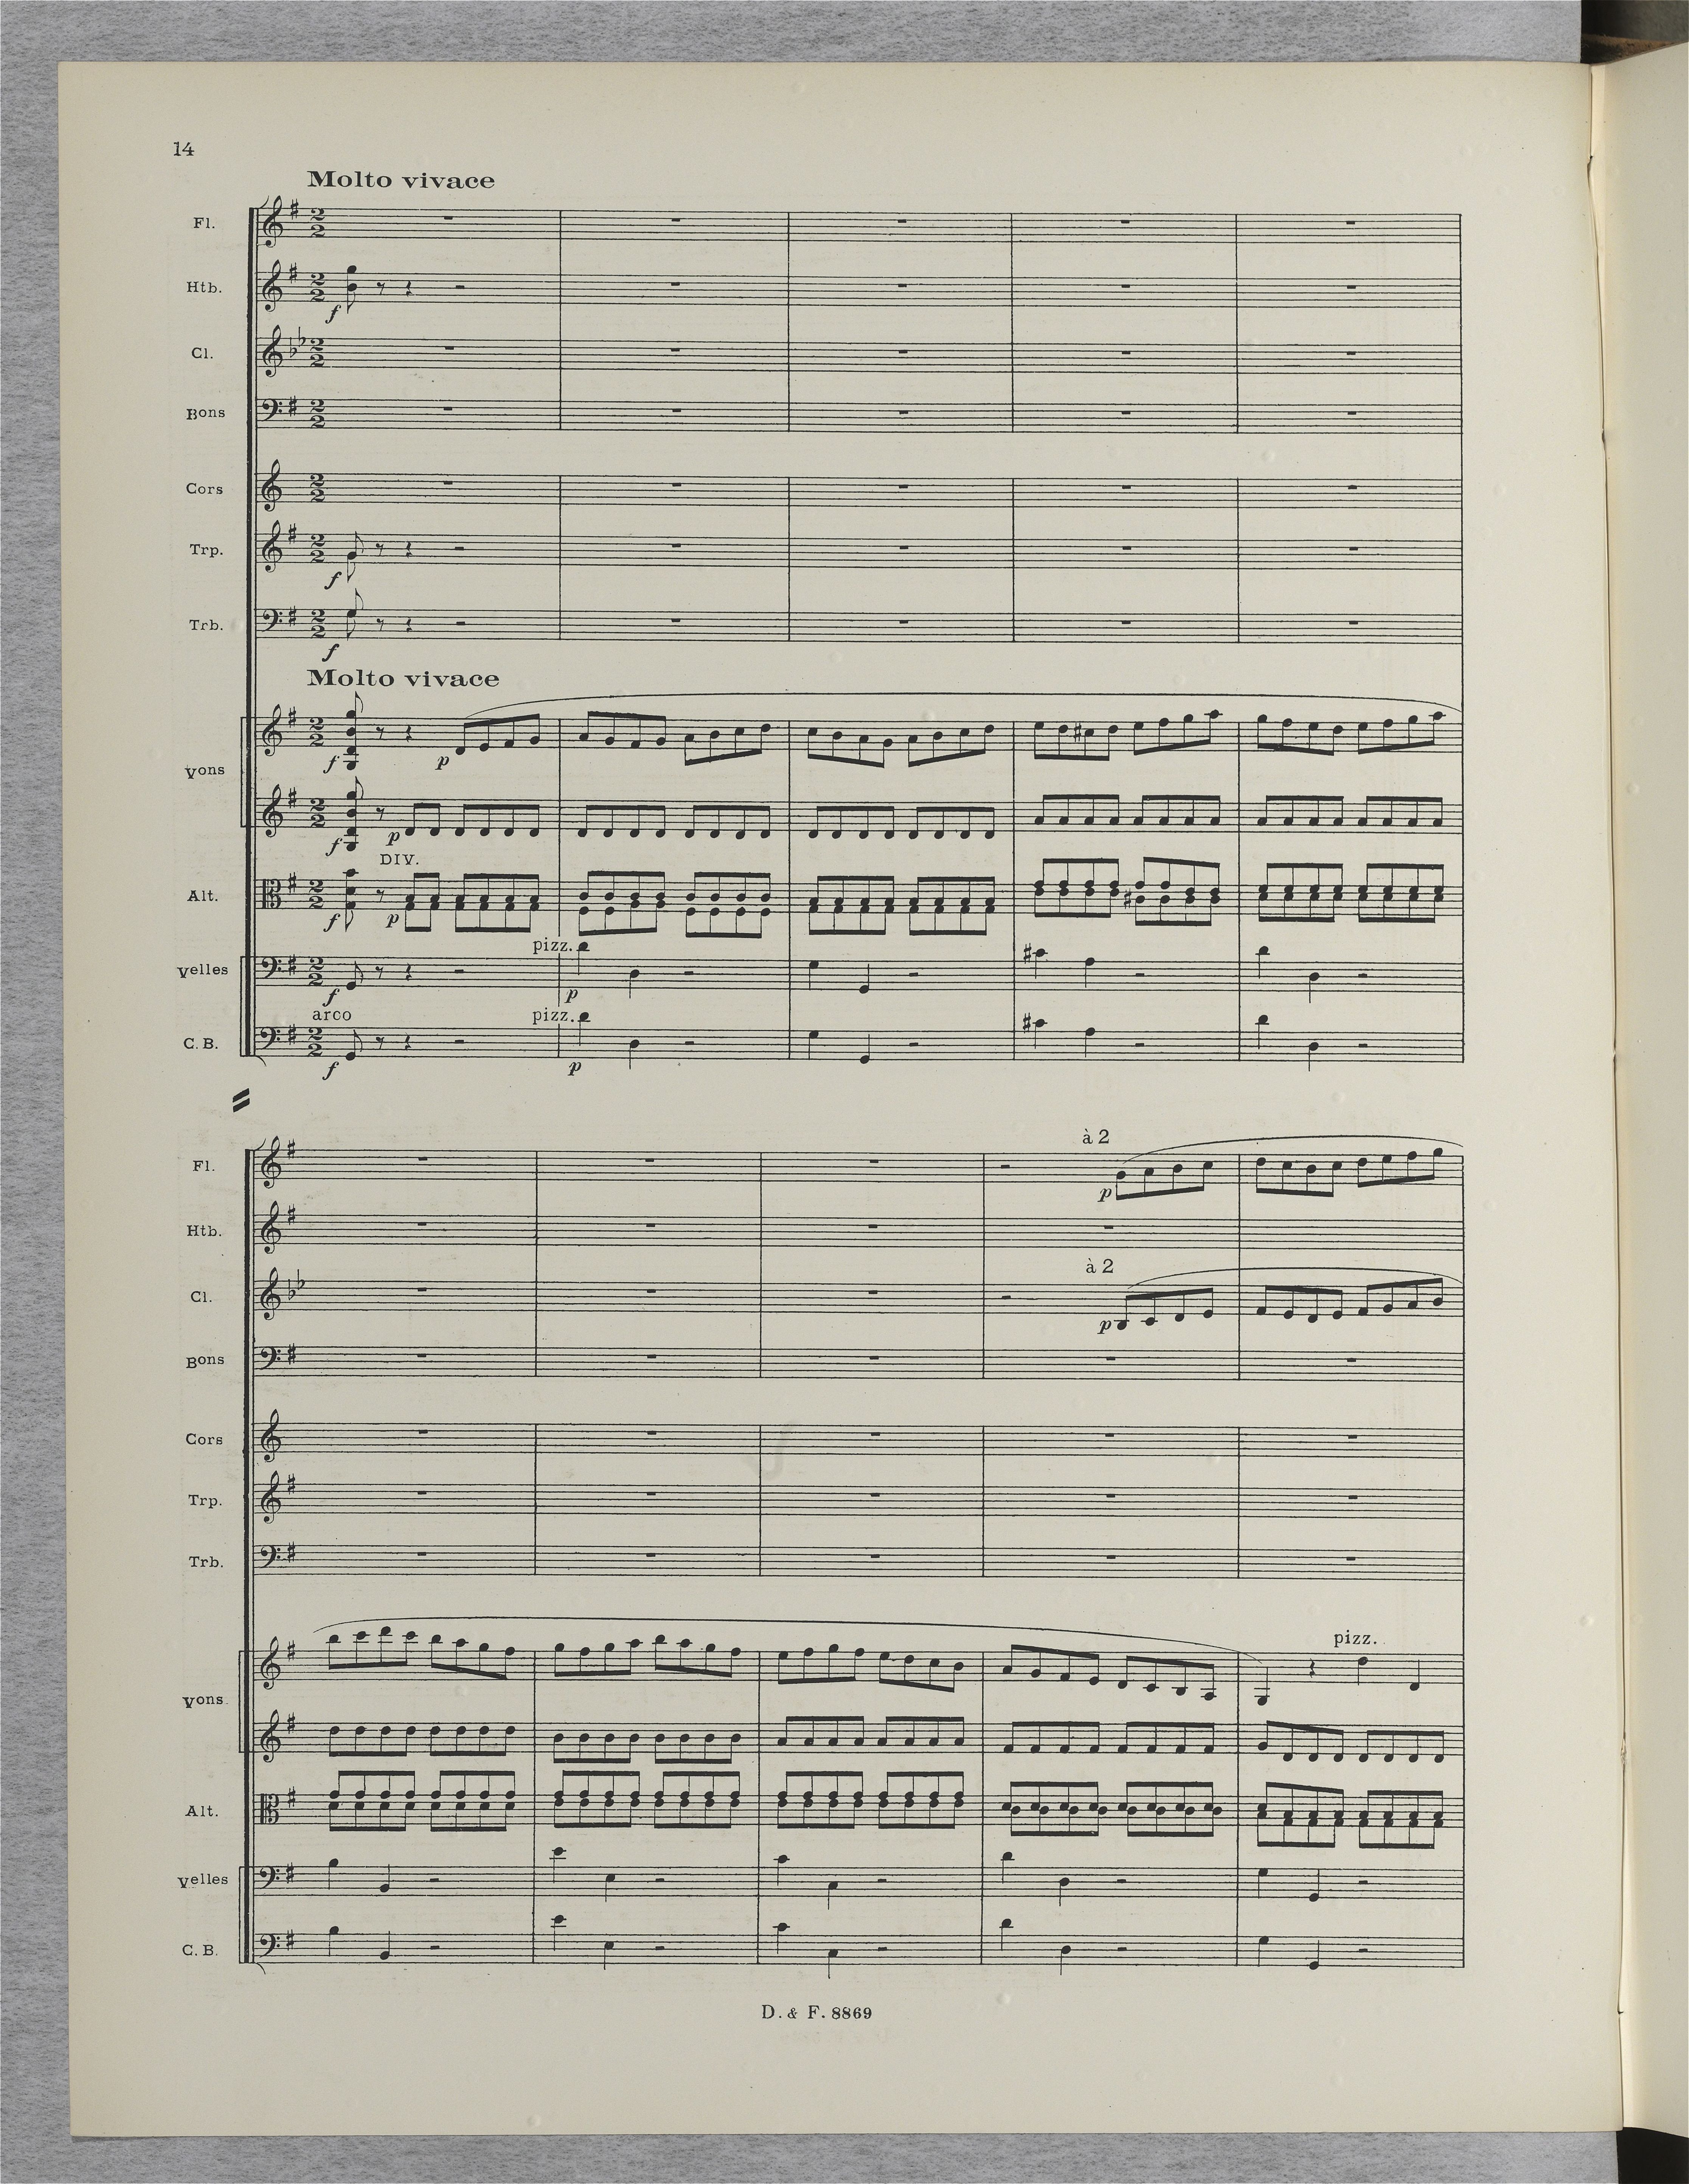 14
Molto vivace
Fl.
Htb.
f
Cl.
Bons
Cors
Trp.
f
Trb.
f
Molto vivace
Vons
f p
f p
DIV.
Alt.
f p
pizz.
Velles
f p
arco pizz.
C. B.
f p
à 2
Fl.
p
Htb.
à 2
Cl.
p
Bons
Cors
Trp.
Trb.
pizz.
Vons
Alt.
Velles
C. B.
D. & F. 8869